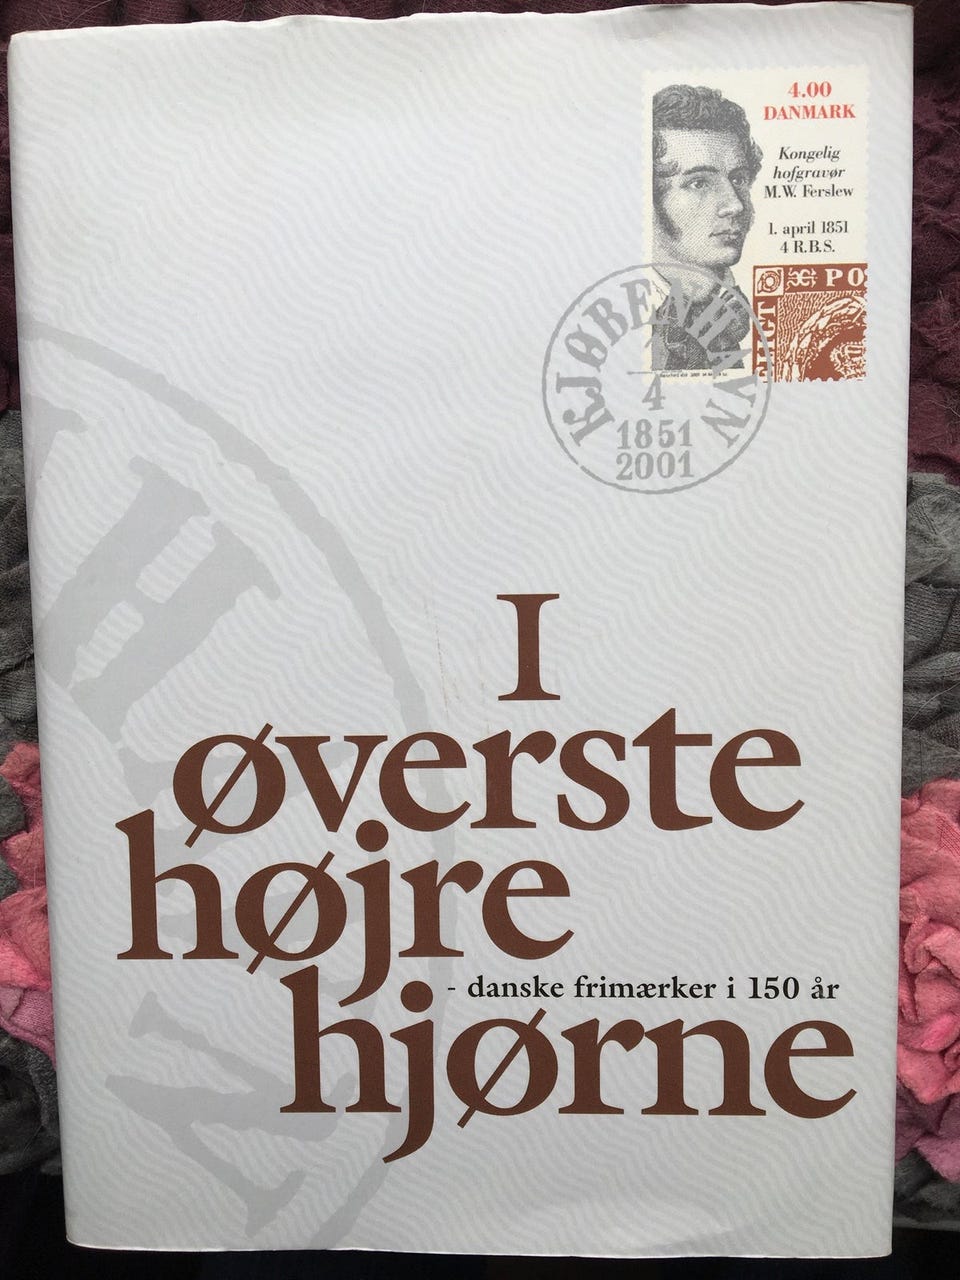 4.00
DANMARK
Kongelig
hofgravør
M.W. Ferslew
1. april 1851
4 R.B.S.
KJØBENHAVN
4
1851
2001
I
øverste
højre
hjørne
- danske frimærker i 150 år